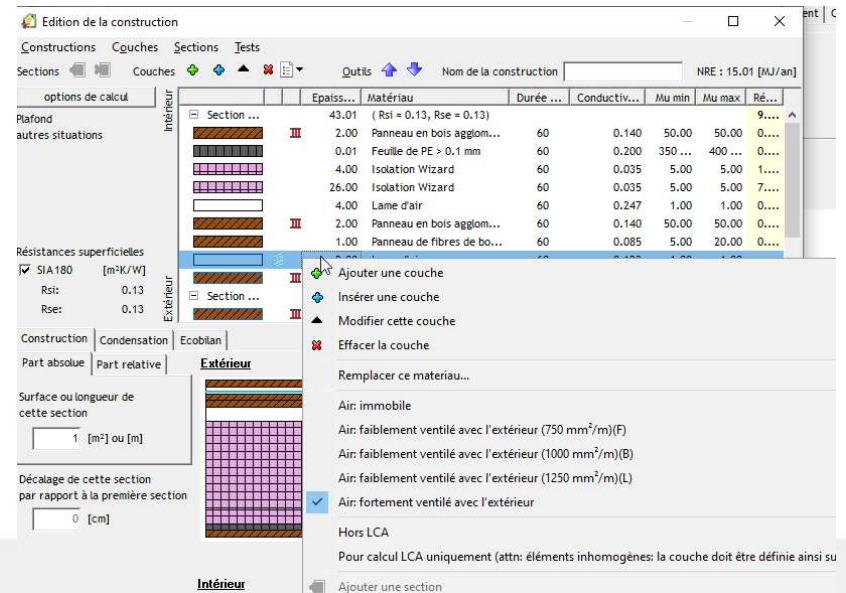 Edition de la construction
Constructions Couches Sections Tests
Sections Couches Outils Nom de la construction NRE : 15.01 [MJ/an]
options de calcul
Plafond
autres situations
Intérieur
Epaiss... Matériau Durée ... Conductiv... Mu min Mu max Ré...
Section ... 43.01 ( Rsi = 0.13, Rse = 0.13) 9....
2.00 Panneau en bois agglom... 60 0.140 50.00 50.00 0....
0.01 Feuille de PE > 0.1 mm 60 0.200 350 ... 400 ... 0....
4.00 Isolation Wizard 60 0.035 5.00 5.00 1....
26.00 Isolation Wizard 60 0.035 5.00 5.00 7....
4.00 Lame d'air 60 0.247 1.00 1.00 0....
2.00 Panneau en bois agglom... 60 0.140 50.00 50.00 0....
1.00 Panneau de fibres de bo... 60 0.085 5.00 20.00 0....
Section ...
Extérieur
Résistances superficielles
SIA180 [m²K/W]
Rsi: 0.13
Rse: 0.13
Construction Condensation Ecobilan
Part absolue Part relative
Surface ou longueur de
cette section
1 [m²] ou [m]
Décalage de cette section
par rapport à la première section
0 [cm]
Extérieur
Intérieur
Ajouter une couche
Insérer une couche
Modifier cette couche
Effacer la couche
Remplacer ce materiau...
Air: immobile
Air: faiblement ventilé avec l'extérieur (750 mm²/m)(F)
Air: faiblement ventilé avec l'extérieur (1000 mm²/m)(B)
Air: faiblement ventilé avec l'extérieur (1250 mm²/m)(L)
Air: fortement ventilé avec l'extérieur
Hors LCA
Pour calcul LCA uniquement (attn: éléments inhomogènes: la couche doit être définie ainsi su
Ajouter une section